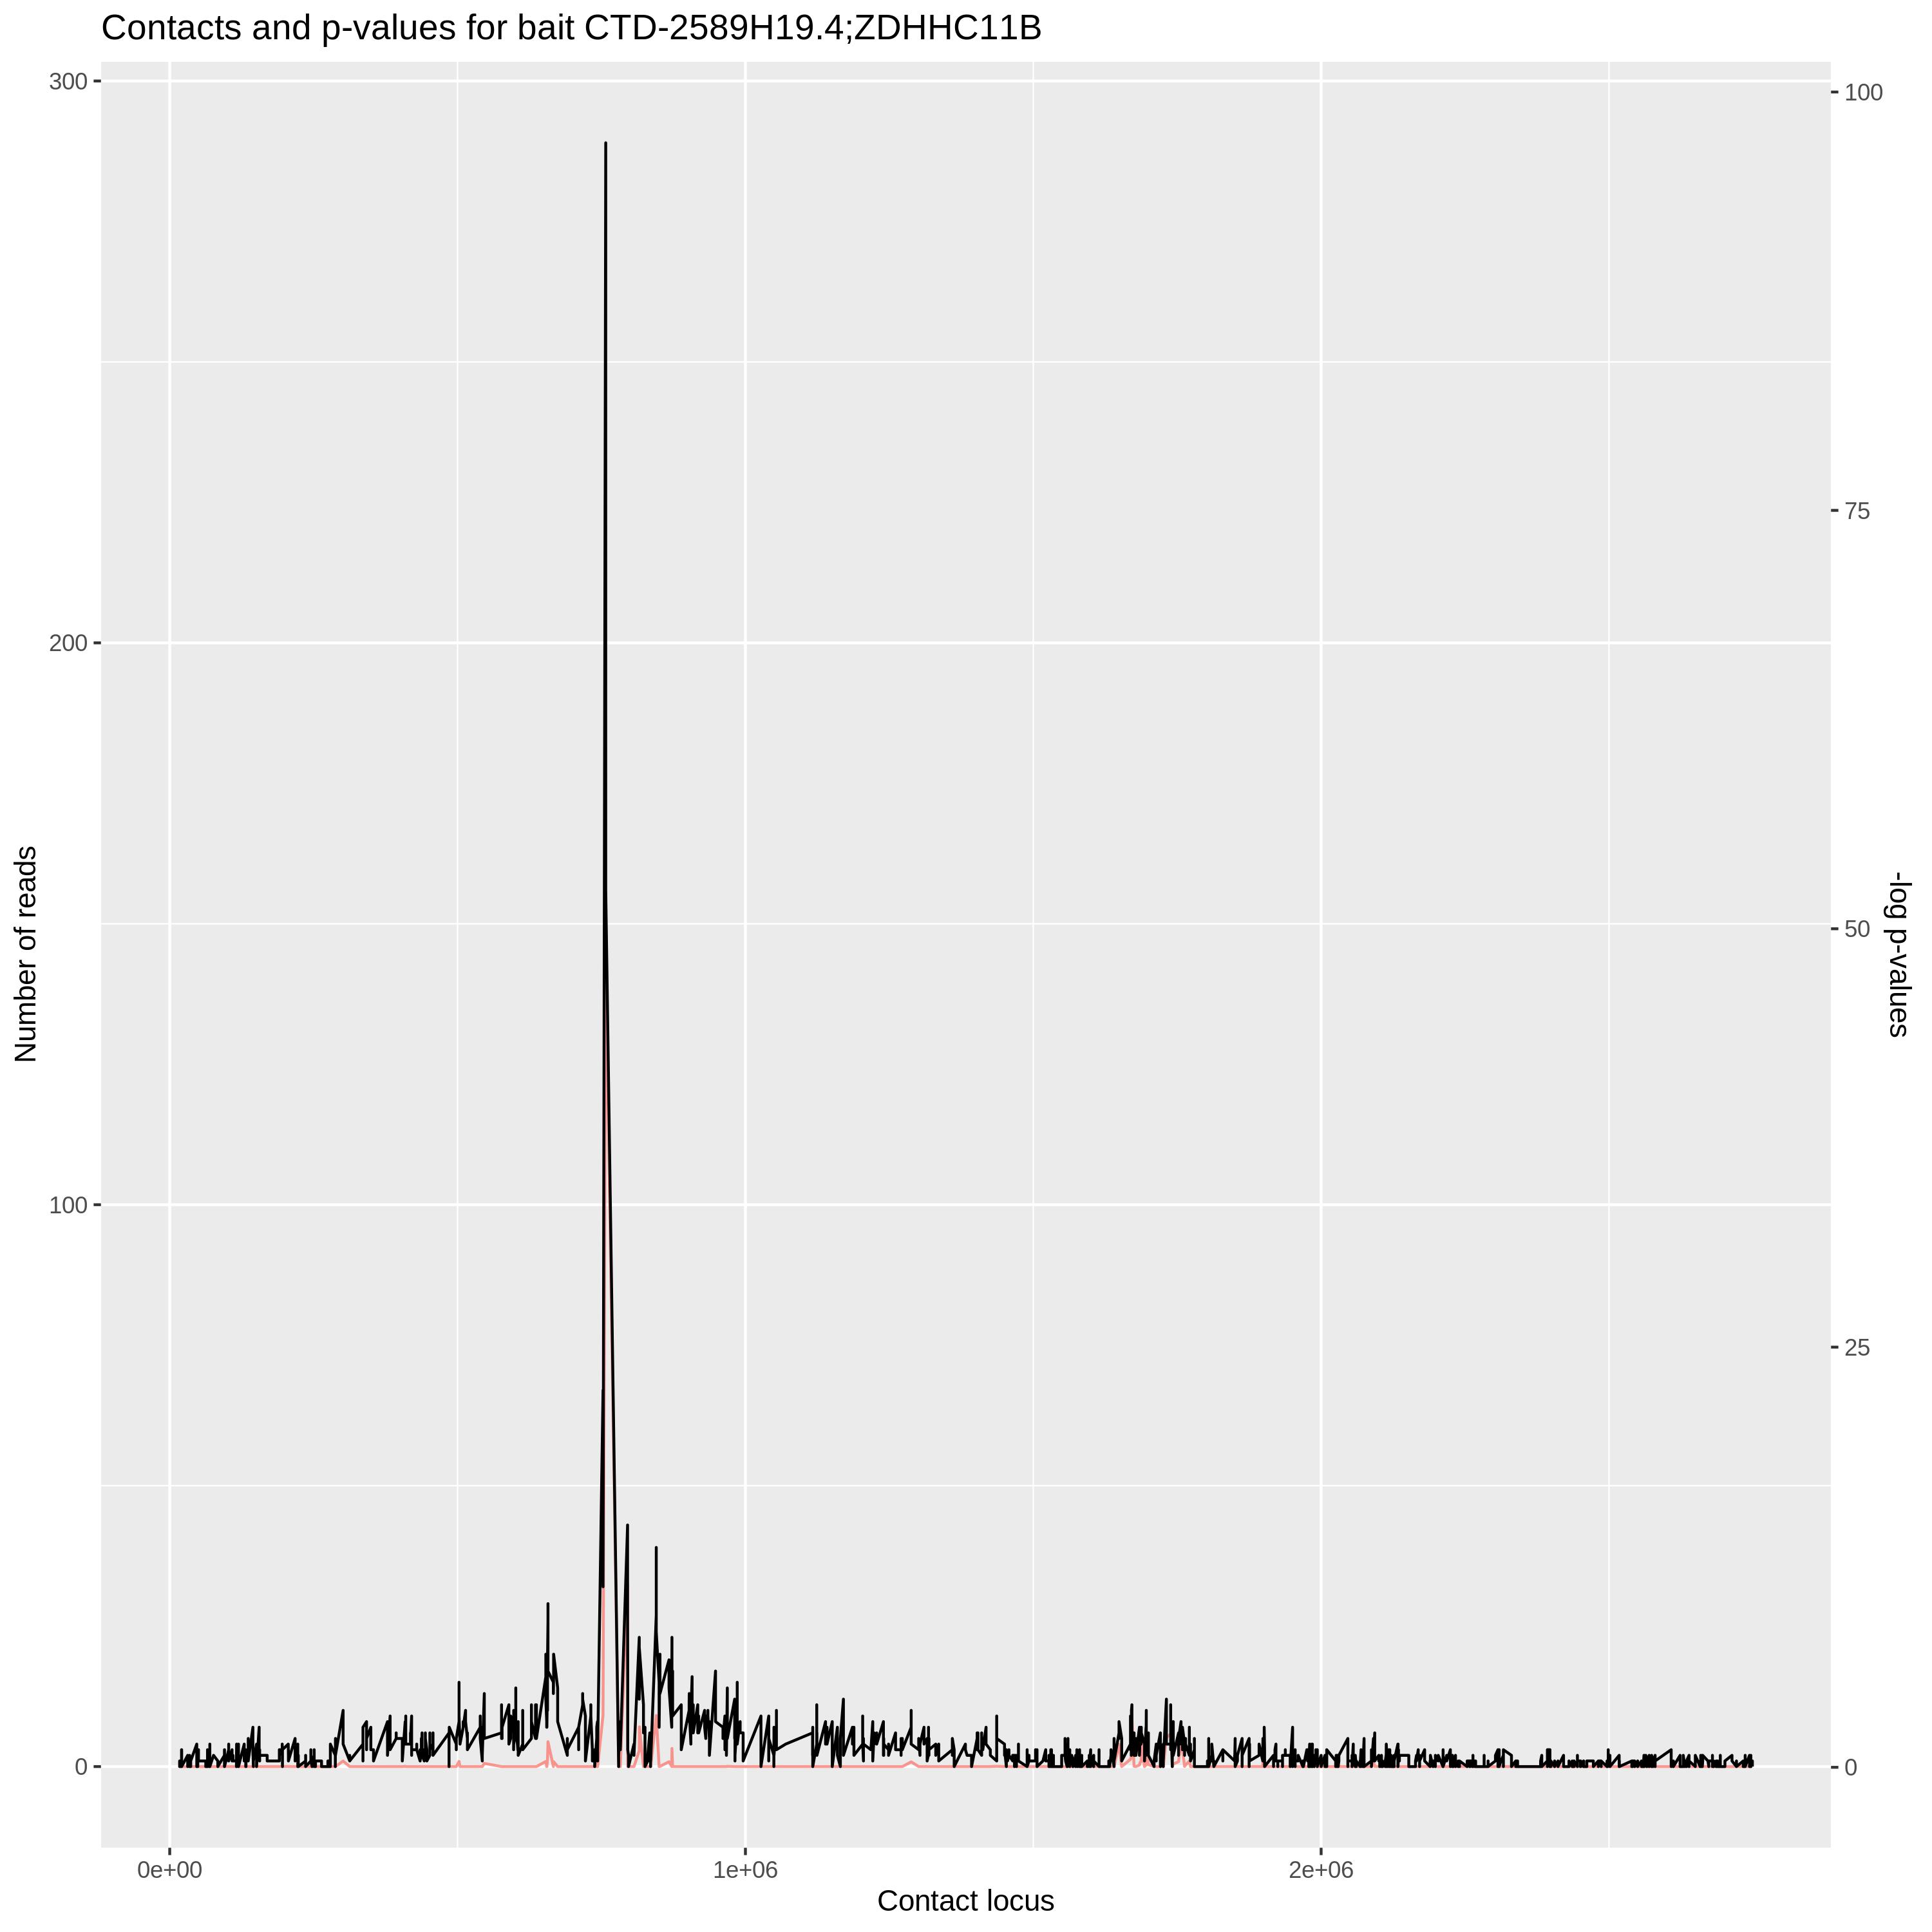 Contacts and p-values for bait CTD-2589H19.4;ZDHHC11B
300
200
100
0
Number of reads
100
75
50
25
0
-log p-values
0e+00 1e+06 2e+06
Contact locus